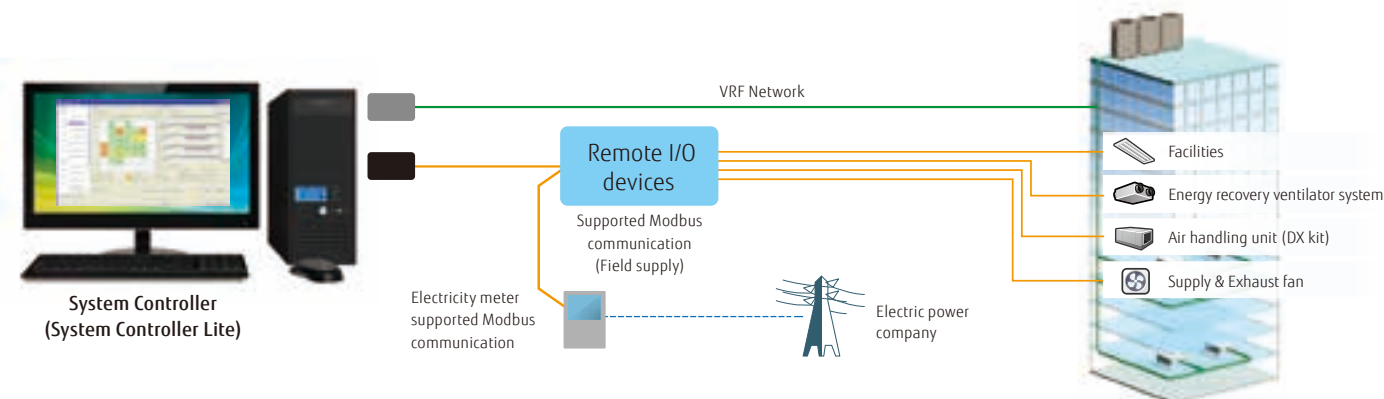 VRF Network
Remote I/O
devices
Supported Modbus
communication
(Field supply)
Facilities
Energy recovery ventilator system
Air handling unit (DX kit)
Supply & Exhaust fan
System Controller
(System Controller Lite)
Electricity meter
supported Modbus
communication
Electric power
company